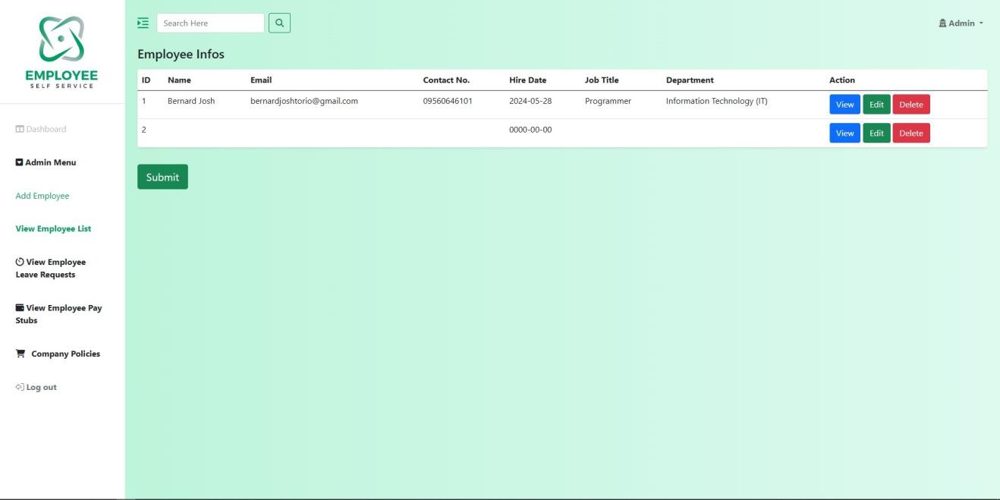 EMPLOYEE
SELF SERVICE
Dashboard
Admin Menu
Add Employee
View Employee List
View Employee
Leave Requests
View Employee Pay
Stubs
Company Policies
Log out
Search Here
Admin
Employee Infos
ID Name Email Contact No. Hire Date Job Title Department Action
1 Bernard Josh bernardjoshtorio@gmail.com 09560646101 2024-05-28 Programmer Information Technology (IT) View Edit Delete
2 0000-00-00 View Edit Delete
Submit